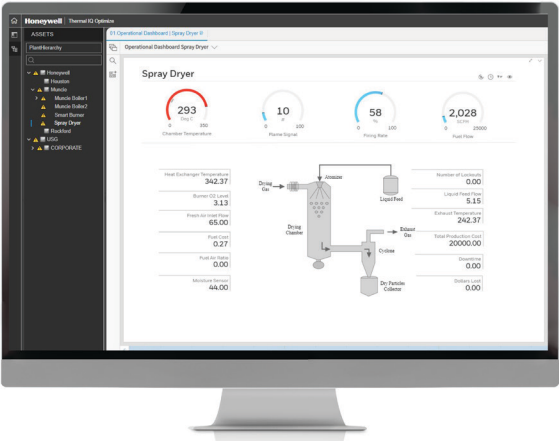 Honeywell | Thermal IQ Optimize
ASSETS
PlantHierarchy
Honeywell
Houston
Muncie
Muncie Boiler1
Muncie Boiler2
Smart Burner
Spray Dryer
Rockford
USG
CORPORATE
01 Operational Dashboard | Spray Dryer
Operational Dashboard Spray Dryer
Spray Dryer
293
Deg C
0 350
Chamber Temperature
10
0 100
Flame Signal
58
0 100
Firing Rate
2,028
0 25000
Fuel Flow
Heat Exchanger Temperature
342.37
Burner O2 Level
3.13
Fresh Air Inlet Flow
65.00
Fuel Cost
0.27
Fuel Air Ratio
0.00
Moisture Sensor
44.00
Drying
Gas
Atomizer
Liquid Feed
Drying
Chamber
Exhaust
Gas
Cyclone
Dry Particles
Collector
Number of Lockouts
0.00
Liquid Feed Flow
5.15
Exhaust Temperature
242.37
Total Production Cost
20000.00
Downtime
0.00
Dollars Lost
0.00